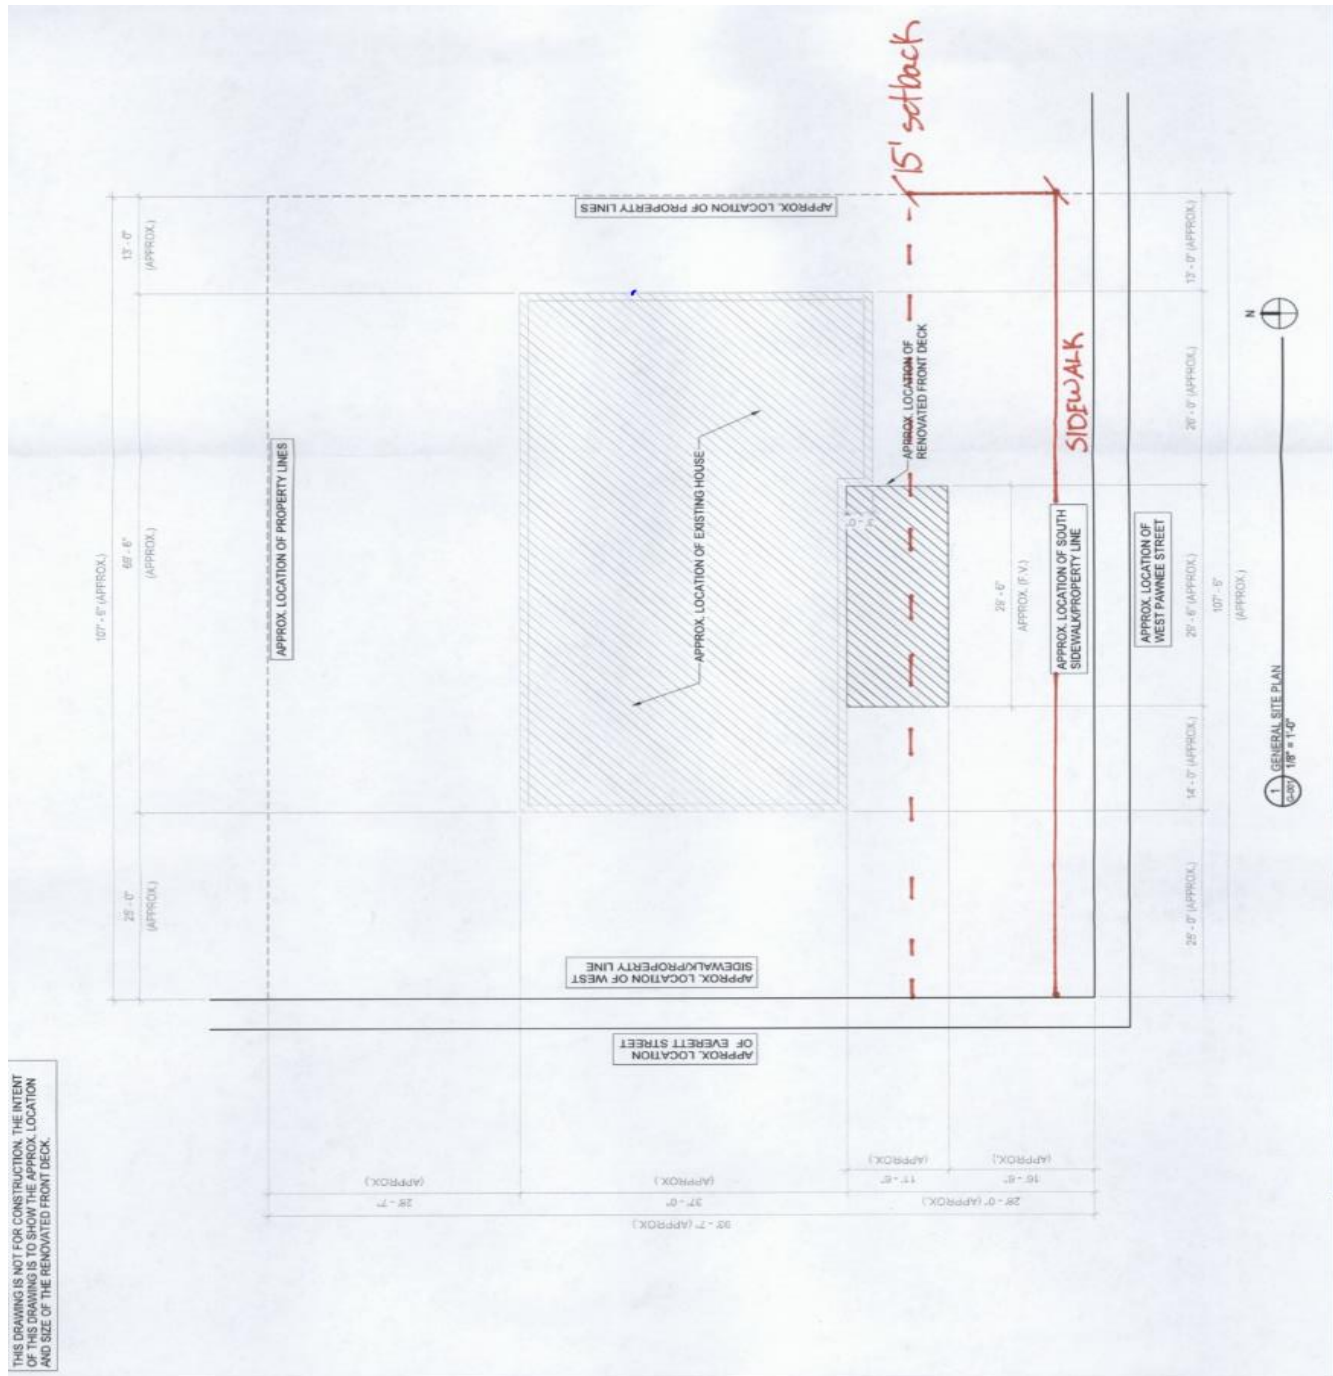 15' setback
APPROX. LOCATION OF PROPERTY LINES
13' - 0"
(APPROX.)
107' - 6" (APPROX.)
69' - 6"
(APPROX.)
25' - 0"
(APPROX.)
APPROX. LOCATION OF PROPERTY LINES
APPROX. LOCATION OF EXISTING HOUSE
APPROX. LOCATION OF
RENOVATED FRONT DECK
SIDEWALK
29' - 6"
APPROX. (F.V.)
APPROX. LOCATION OF SOUTH
SIDEWALK/PROPERTY LINE
APPROX. LOCATION OF
WEST PAWNEE STREET
13' - 0" (APPROX.)
26' - 0" (APPROX.)
29' - 6" (APPROX.)
14' - 0" (APPROX.)
25' - 0" (APPROX.)
107' - 6"
(APPROX.)
N
1
G-001
GENERAL SITE PLAN
1/8" = 1'-0"
APPROX. LOCATION OF WEST
SIDEWALK/PROPERTY LINE
APPROX. LOCATION
OF EVERETT STREET
28' - 7"
(APPROX.)
37' - 0"
(APPROX.)
11' - 6"
(APPROX.)
16' - 6"
(APPROX.)
28' - 0" (APPROX.)
93' - 7" (APPROX.)
THIS DRAWING IS NOT FOR CONSTRUCTION. THE INTENT
OF THIS DRAWING IS TO SHOW THE APPROX. LOCATION
AND SIZE OF THE RENOVATED FRONT DECK.